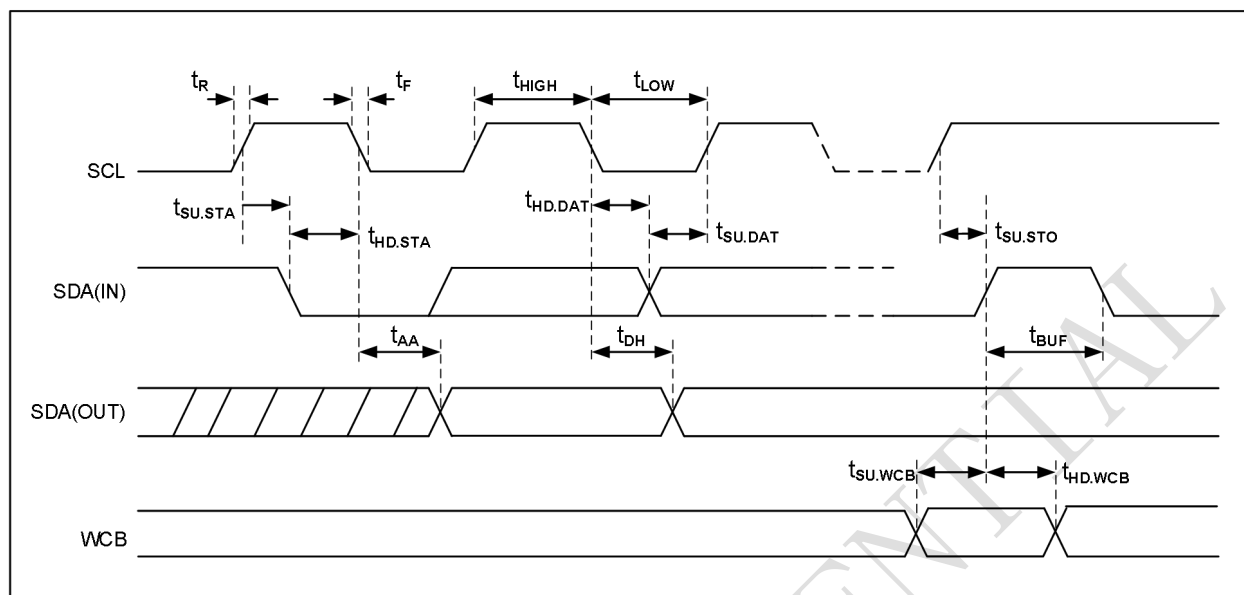 tR
tF
tHIGH
tLOW
SCL
tSU.STA
tHD.STA
tHD.DAT
tSU.DAT
tSU.STO
SDA(IN)
tAA
tDH
tBUF
SDA(OUT)
tSU.WCB
tHD.WCB
WCB
ENTIAL